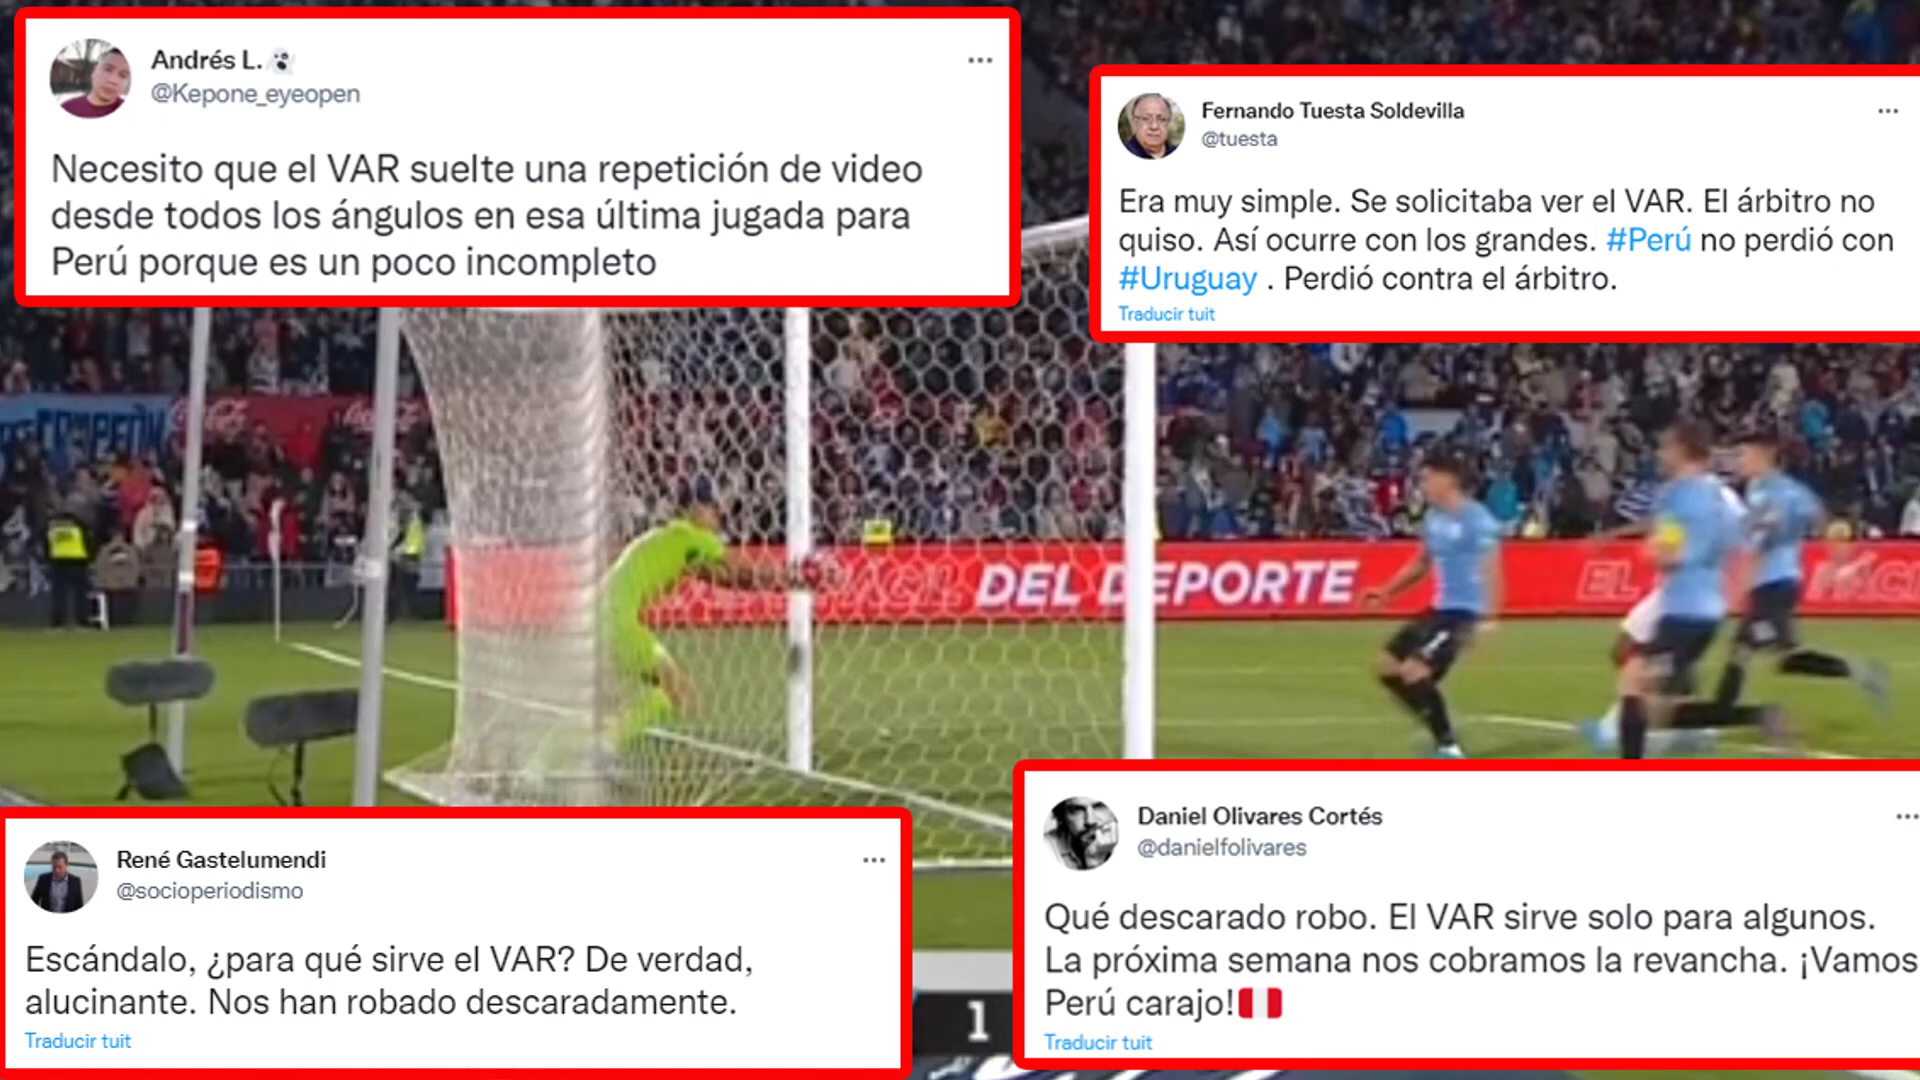 Andrés L.
@Kepone_eyeopen
Necesito que el VAR suelte una repetición de video
desde todos los ángulos en esa última jugada para
Perú porque es un poco incompleto
Fernando Tuesta Soldevilla
@tuesta
Era muy simple. Se solicitaba ver el VAR. El árbitro no
quiso. Así ocurre con los grandes. #Perú no perdió con
#Uruguay . Perdió contra el árbitro.
Traducir tuit
Coca-Cola
DEL DEPORTE
EL
René Gastelumendi
@socioperiodismo
Escándalo, ¿para qué sirve el VAR? De verdad,
alucinante. Nos han robado descaradamente.
Traducir tuit
1
Daniel Olivares Cortés
@danielfolivares
Qué descarado robo. El VAR sirve solo para algunos.
La próxima semana nos cobramos la revancha. ¡Vamos
Perú carajo!
Traducir tuit